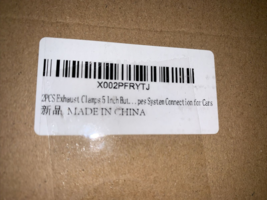 X002PFRYTJ
2PCS Exhaust Clamps 5 Inch But... pes System Connection for Cars
新品 MADE IN CHINA